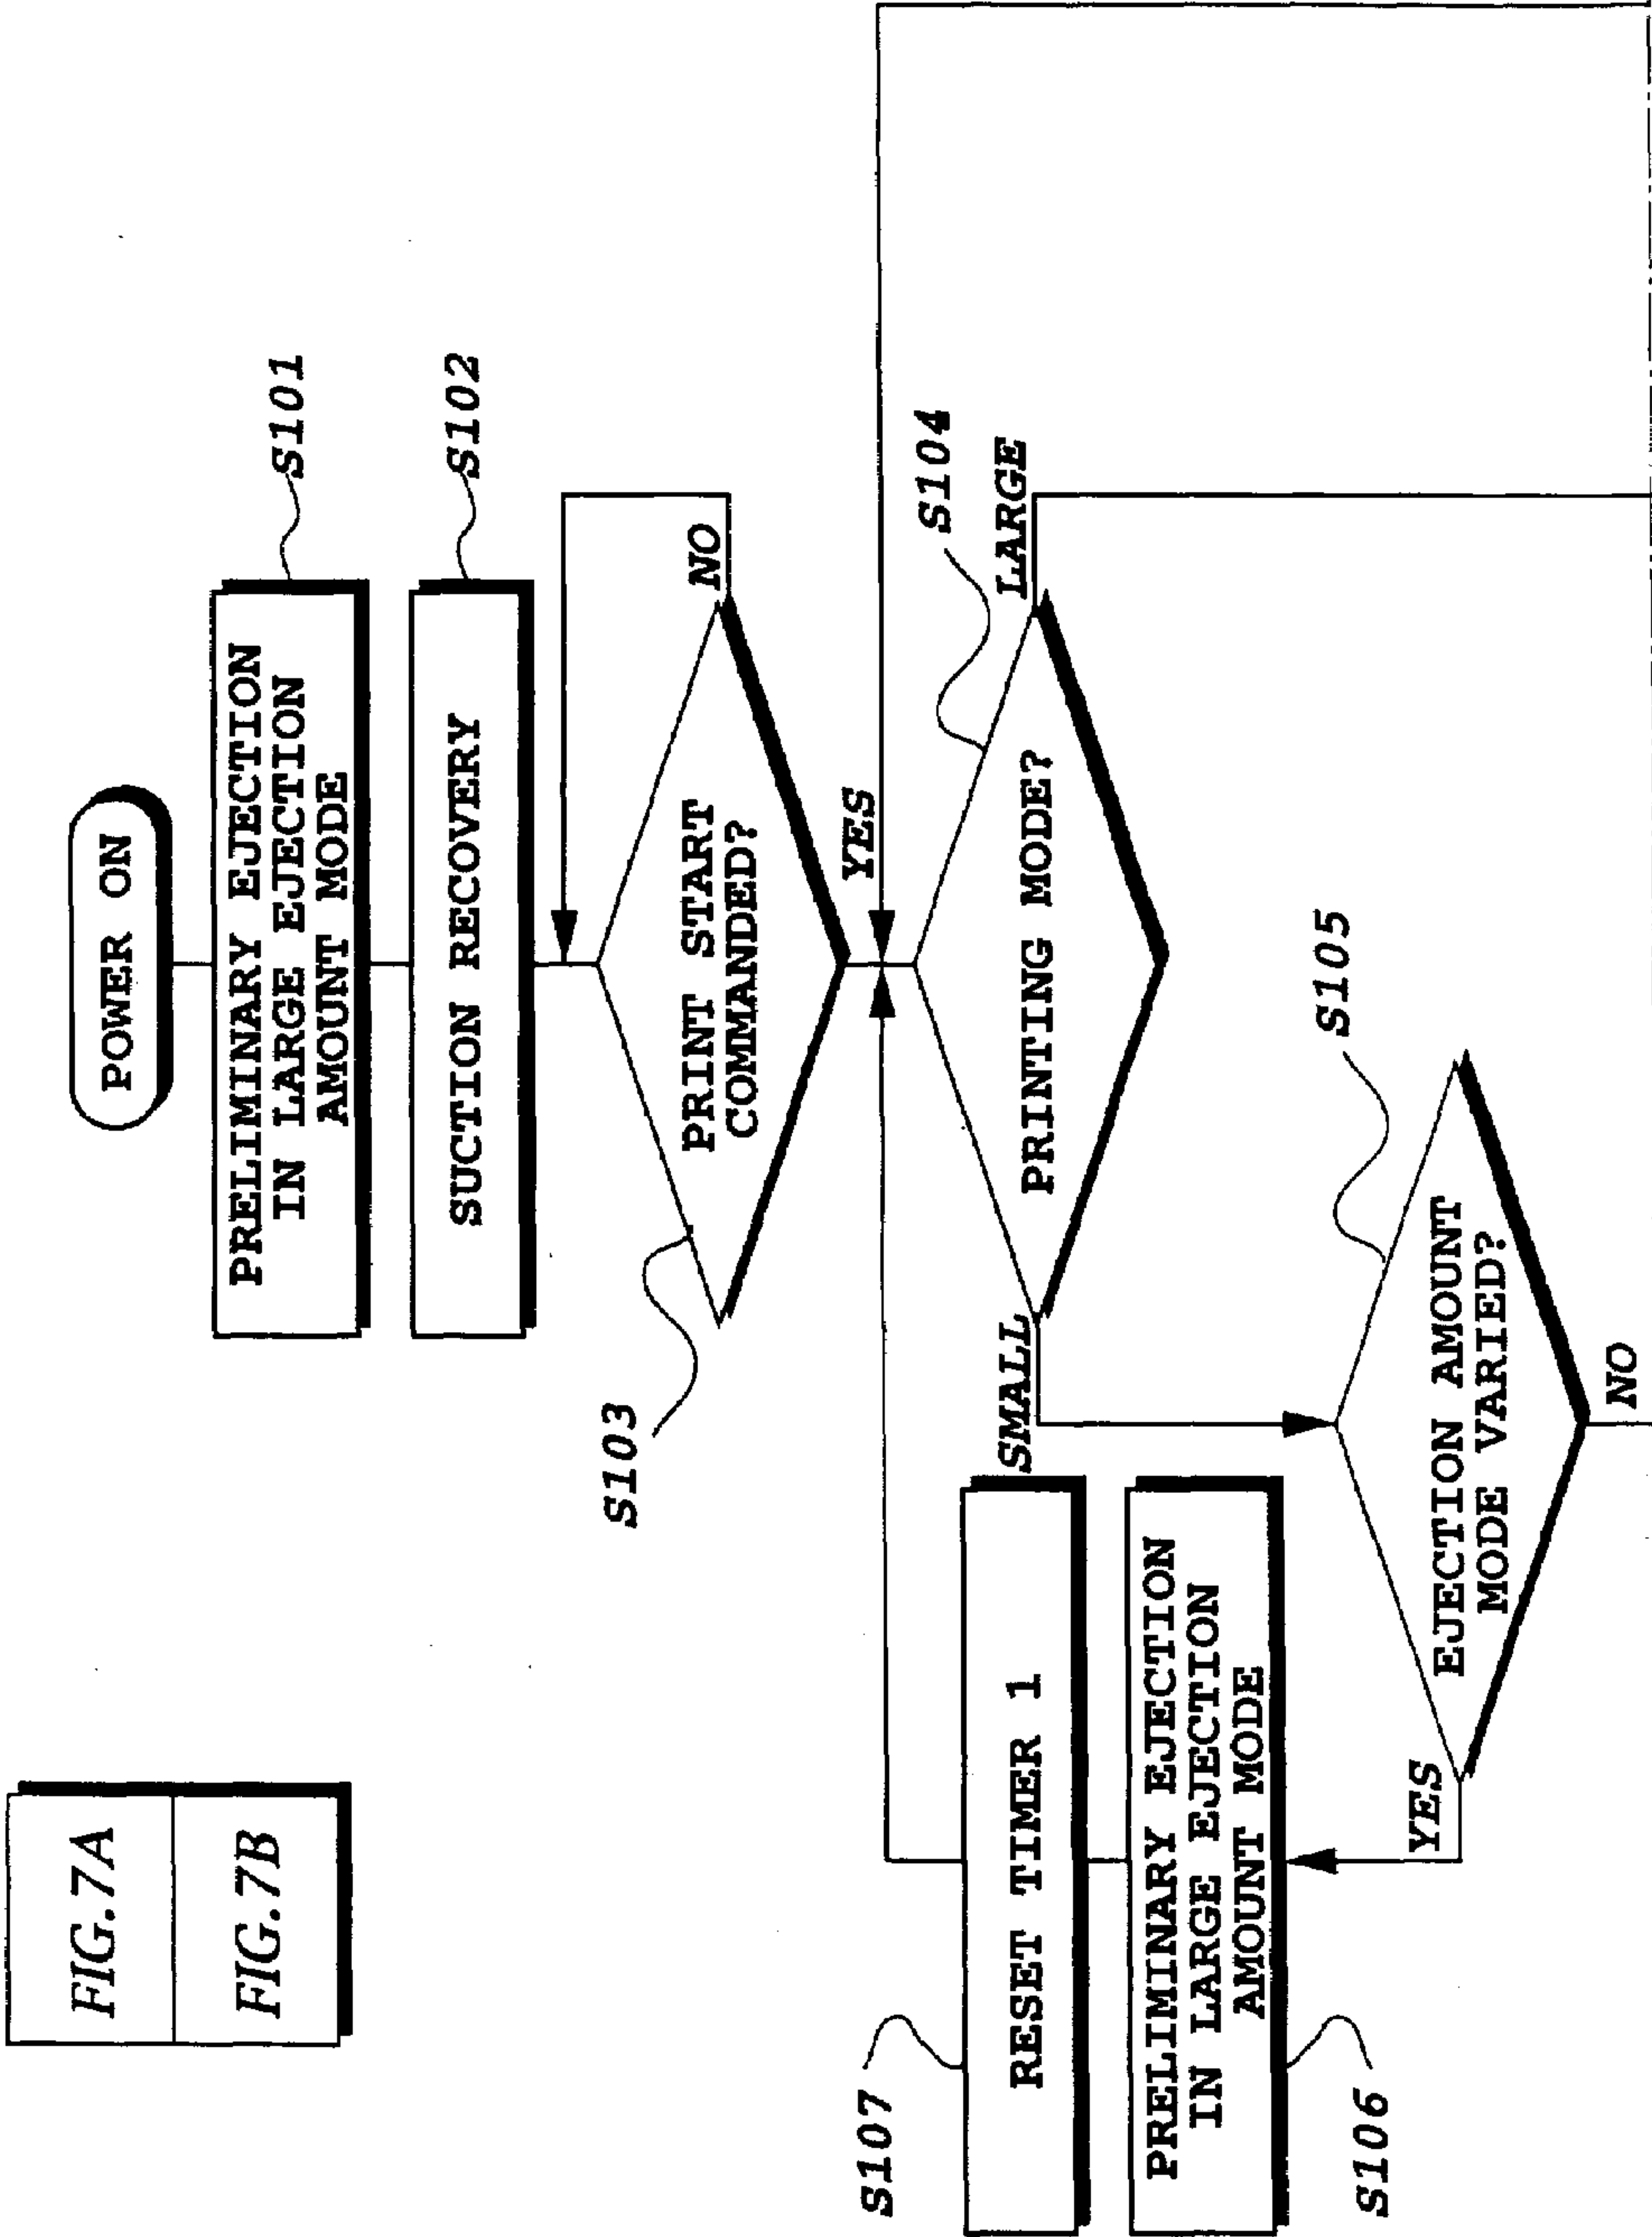 FIG.7A
FIG.7B
POWER ON
PRELIMINARY EJECTION
IN LARGE EJECTION
AMOUNT MODE
S101
SUCTION RECOVERY
S102
PRINT START
COMMANDED?
S103
NO
YES
PRINTING MODE?
S104
SMALL
LARGE
RESET TIMER 1
S107
PRELIMINARY EJECTION
IN LARGE EJECTION
AMOUNT MODE
S106
EJECTION AMOUNT
MODE VARIED?
S105
YES
NO